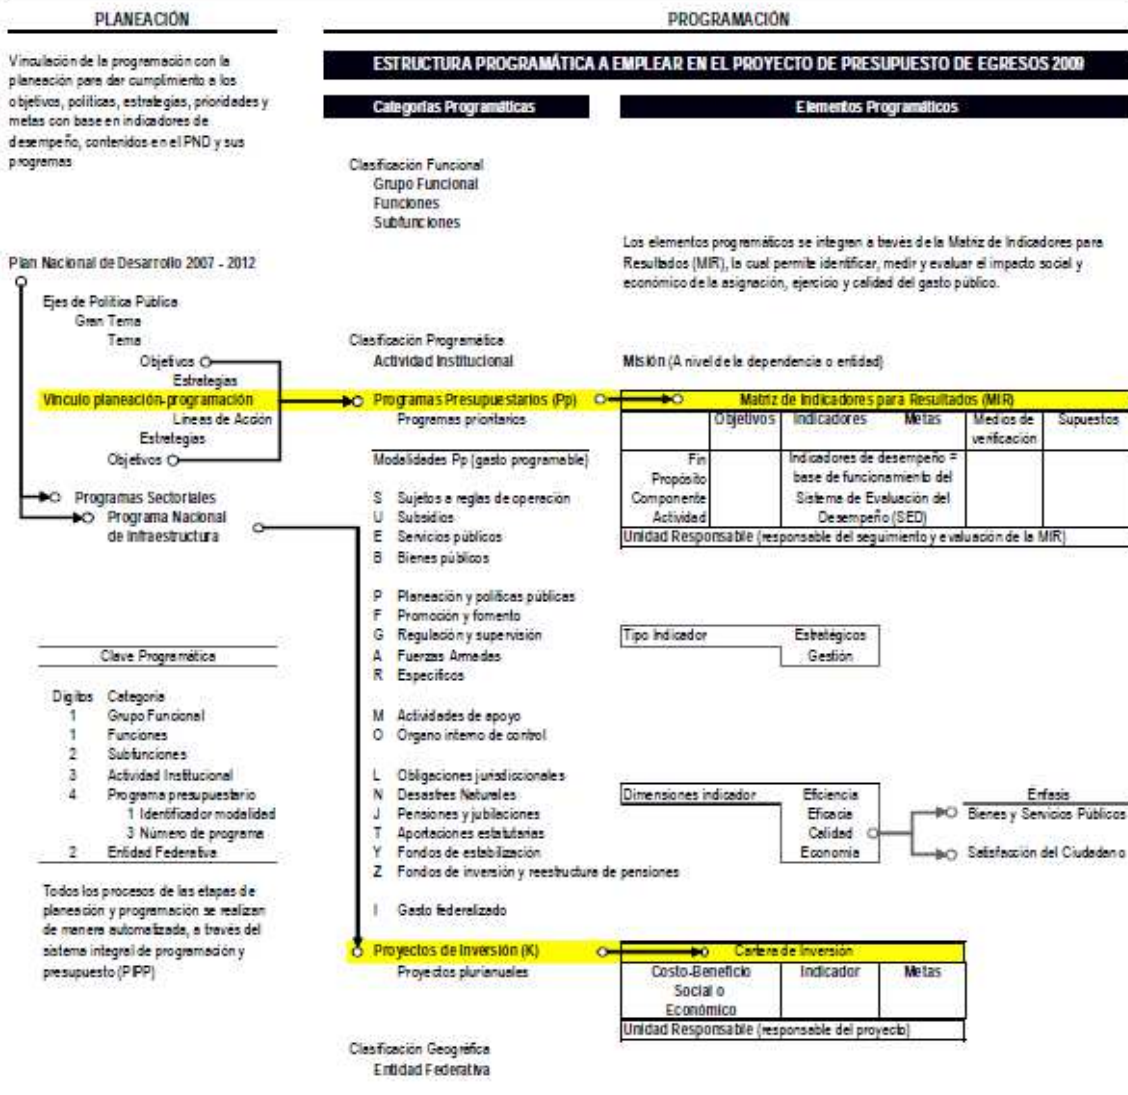 PLANEACIÓN
Vinculación de la programación con la
planeación para dar cumplimiento a los
objetivos, políticas, estrategias, prioridades y
metas con base en indicadores de
desempeño, contenidos en el PND y sus
programas
Plan Nacional de Desarrollo 2007 - 2012
Ejes de Política Pública
Gran Tema
Tema
Objetivos
Estrategias
Vínculo planeación-programación
Líneas de Acción
Estrategias
Objetivos
Programas Sectoriales
Programa Nacional
de Infraestructura
Clave Programática
Dígitos Categoría
1 Grupo Funcional
1 Funciones
2 Subfunciones
3 Actividad Institucional
4 Programa presupuestario
1 Identificador modalidad
3 Número de programa
2 Entidad Federativa
Todos los procesos de las etapas de
planeación y programación se realizan
de manera automatizada, a través del
sistema integral de programación y
presupuesto (PIPP)
PROGRAMACIÓN
ESTRUCTURA PROGRAMÁTICA A EMPLEAR EN EL PROYECTO DE PRESUPUESTO DE EGRESOS 2009
Categorías Programáticas
Clasificación Funcional
Grupo Funcional
Funciones
Subfunciones
Clasificación Programática
Actividad Institucional
Programas Presupuestarios (Pp)
Programas prioritarios
Modalidades Pp (gasto programable)
S Sujetos a reglas de operación
U Subsidios
E Servicios públicos
B Bienes públicos
P Planeación y políticas públicas
F Promoción y fomento
G Regulación y supervisión
A Fuerzas Armadas
R Específicos
M Actividades de apoyo
O Órgano interno de control
L Obligaciones jurisdiccionales
N Desastres Naturales
J Pensiones y jubilaciones
T Aportaciones estatutarias
Y Fondos de estabilización
Z Fondos de inversión y reestructura de pensiones
I Gasto federalizado
Proyectos de Inversión (K)
Proyectos plurianuales
Clasificación Geográfica
Entidad Federativa
Elementos Programáticos
Los elementos programáticos se integran a través de la Matriz de Indicadores para
Resultados (MIR), la cual permite identificar, medir y evaluar el impacto social y
económico de la asignación, ejercicio y calidad del gasto público.
Misión (A nivel de la dependencia o entidad)
Matriz de Indicadores para Resultados (MIR)
Objetivos Indicadores Metas Medios de Supuestos
verificación
Fin Indicadores de desempeño =
Propósito base de funcionamiento del
Componente Sistema de Evaluación del
Actividad Desempeño (SED)
Unidad Responsable (responsable del seguimiento y evaluación de la MIR)
Tipo Indicador Estratégicos
Gestión
Dimensiones indicador Eficiencia
Eficacia
Calidad
Economía
Énfasis
Bienes y Servicios Públicos
Satisfacción del Ciudadano
Cartera de Inversión
Costo-Beneficio Indicador Metas
Social o
Económico
Unidad Responsable (responsable del proyecto)